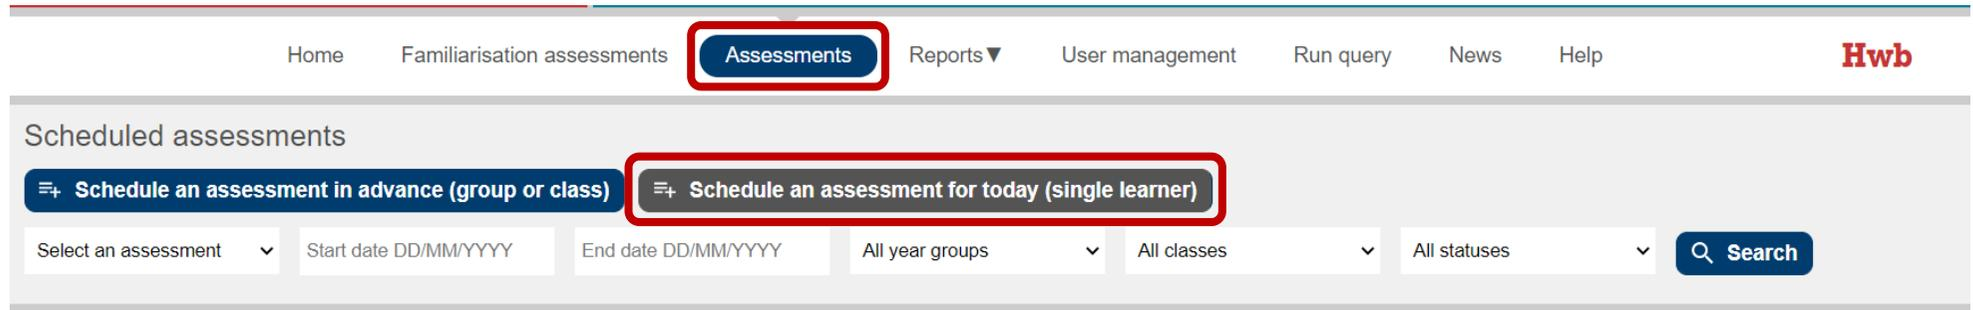 Home Familiarisation assessments Assessments Reports▼ User management Run query News Help Hwb
Scheduled assessments
Schedule an assessment in advance (group or class) Schedule an assessment for today (single learner)
Select an assessment Start date DD/MM/YYYY End date DD/MM/YYYY All year groups All classes All statuses Search